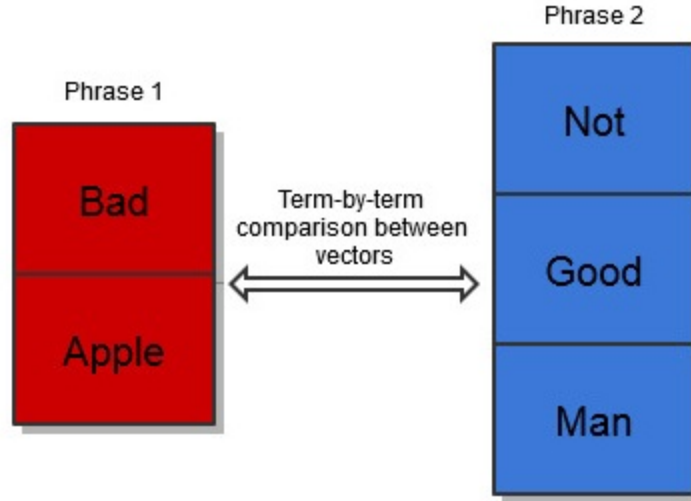 Phrase 1
Bad
Apple
Term-by-term
comparison between
vectors
Phrase 2
Not
Good
Man